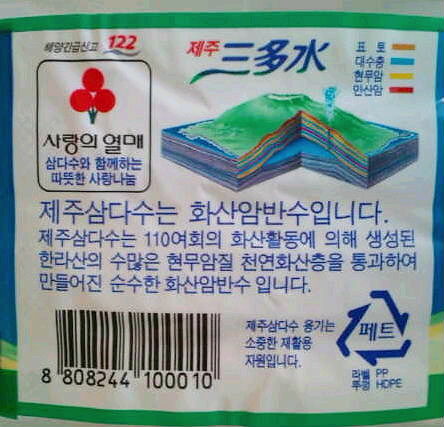 해양긴급신고 122
제주 三多水
표 토
대수층
현무암
안산암
사랑의 열매
삼다수와 함께하는
따뜻한 사랑나눔
제주삼다수는 화산암반수입니다.
제주삼다수는 110여회의 화산활동에 의해 생성된
한라산의 수많은 현무암질 천연화산층을 통과하여
만들어진 순수한 화산암반수 입니다.
제주삼다수 용기는
소중한 재활용
자원입니다.
페트
라벨 PP
뚜껑 HDPE
8 808244 100010